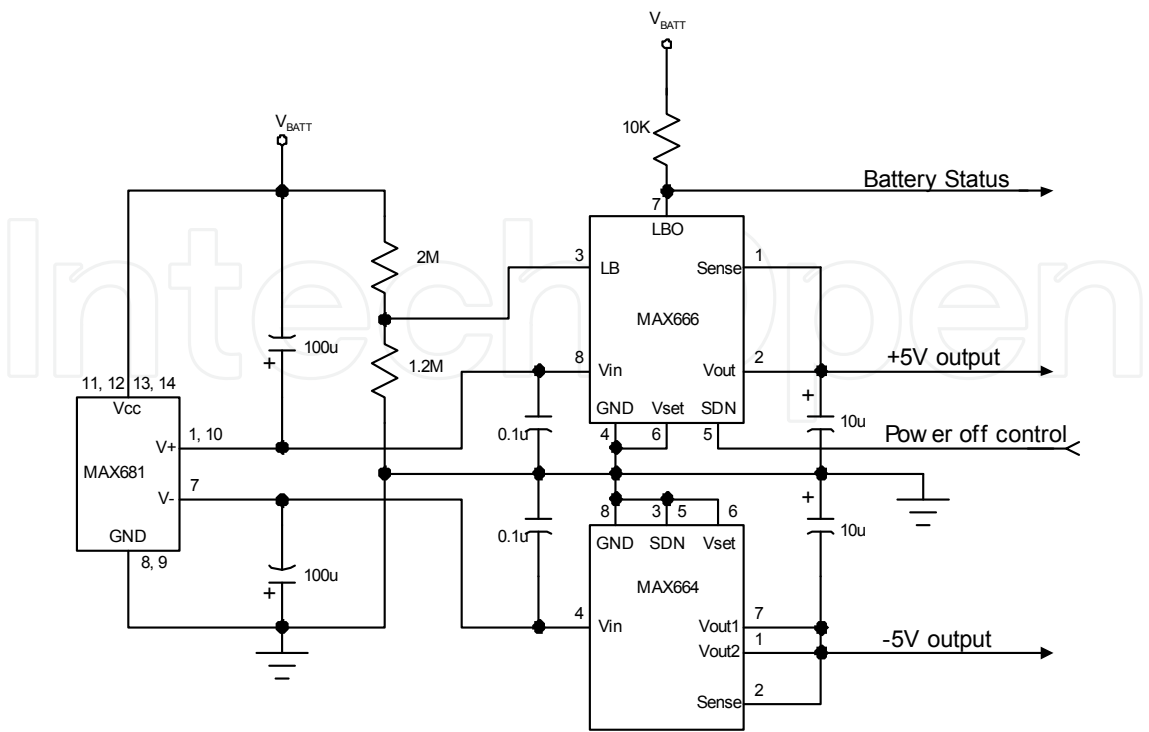 V_BATT
V_BATT
10K
Battery Status
7
LBO
2M
3
LB
Sense
1
MAX666
100u
+
1.2M
8
Vin
Vout
2
+5V output
11, 12
13, 14
Vcc
GND
Vset
SDN
+
10u
0.1u
4
6
5
Power off control
V+
1, 10
MAX681
7
V-
GND
8, 9
+
10u
0.1u
8
3
5
6
GND
SDN
Vset
100u
+
MAX664
4
Vin
Vout1
7
Vout2
1
-5V output
Sense
2
IntechOpen